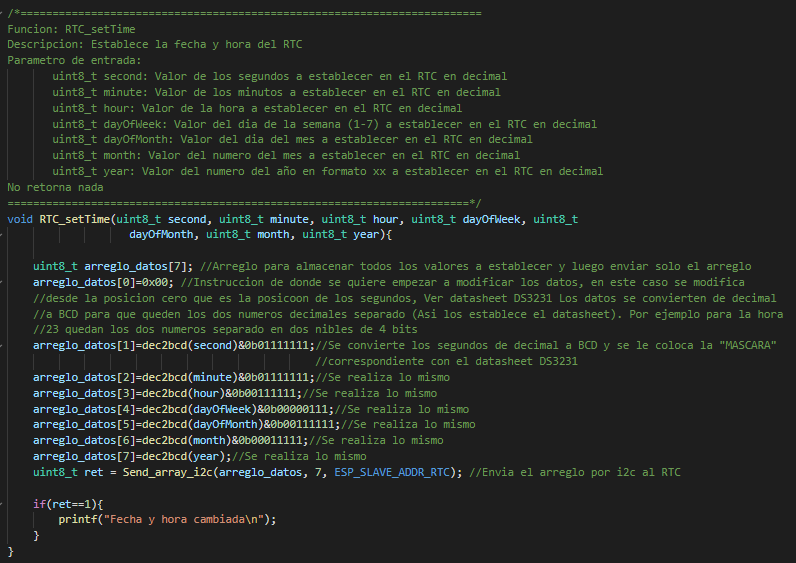 /*========================================================================
Funcion: RTC_setTime
Descripcion: Establece la fecha y hora del RTC
Parametro de entrada:
uint8_t second: Valor de los segundos a establecer en el RTC en decimal
uint8_t minute: Valor de los minutos a establecer en el RTC en decimal
uint8_t hour: Valor de la hora a establecer en el RTC en decimal
uint8_t dayOfWeek: Valor del dia de la semana (1-7) a establecer en el RTC en decimal
uint8_t dayOfMonth: Valor del dia del mes a establecer en el RTC en decimal
uint8_t month: Valor del numero del mes a establecer en el RTC en decimal
uint8_t year: Valor del numero del año en formato xx a establecer en el RTC en decimal
No retorna nada
========================================================================*/
void RTC_setTime(uint8_t second, uint8_t minute, uint8_t hour, uint8_t dayOfWeek, uint8_t
dayOfMonth, uint8_t month, uint8_t year){
uint8_t arreglo_datos[7]; //Arreglo para almacenar todos los valores a establecer y luego enviar solo el arreglo
arreglo_datos[0]=0x00; //Instruccion de donde se quiere empezar a modificar los datos, en este caso se modifica
//desde la posicion cero que es la posicoon de los segundos, Ver datasheet DS3231 Los datos se convierten de decimal
//a BCD para que queden los dos numeros decimales separado (Asi los establece el datasheet). Por ejemplo para la hora
//23 quedan los dos numeros separado en dos nibles de 4 bits
arreglo_datos[1]=dec2bcd(second)&0b01111111;//Se convierte los segundos de decimal a BCD y se le coloca la "MASCARA"
//correspondiente con el datasheet DS3231
arreglo_datos[2]=dec2bcd(minute)&0b01111111;//Se realiza lo mismo
arreglo_datos[3]=dec2bcd(hour)&0b00111111;//Se realiza lo mismo
arreglo_datos[4]=dec2bcd(dayOfWeek)&0b00000111;//Se realiza lo mismo
arreglo_datos[5]=dec2bcd(dayOfMonth)&0b00111111;//Se realiza lo mismo
arreglo_datos[6]=dec2bcd(month)&0b00011111;//Se realiza lo mismo
arreglo_datos[7]=dec2bcd(year);//Se realiza lo mismo
uint8_t ret = Send_array_i2c(arreglo_datos, 7, ESP_SLAVE_ADDR_RTC); //Envia el arreglo por i2c al RTC
if(ret==1){
printf("Fecha y hora cambiada\n");
}
}